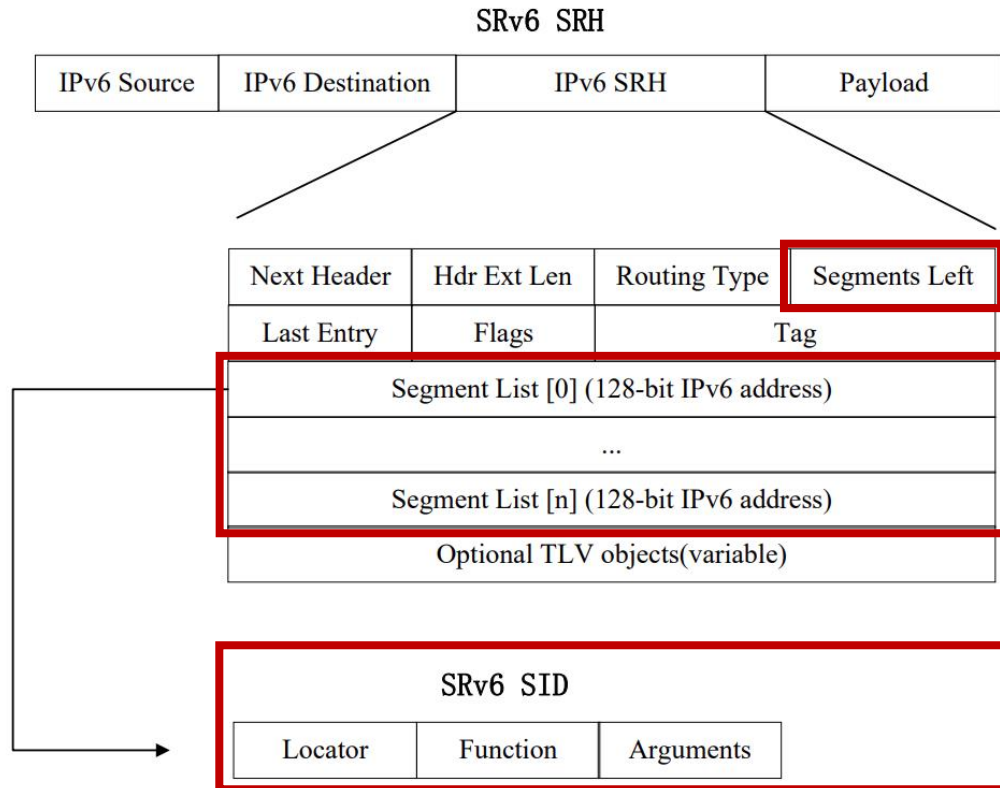 SRv6 SRH
IPv6 Source IPv6 Destination IPv6 SRH Payload
Next Header Hdr Ext Len Routing Type Segments Left
Last Entry Flags Tag
Segment List [0] (128-bit IPv6 address)
...
Segment List [n] (128-bit IPv6 address)
Optional TLV objects(variable)
SRv6 SID
Locator Function Arguments